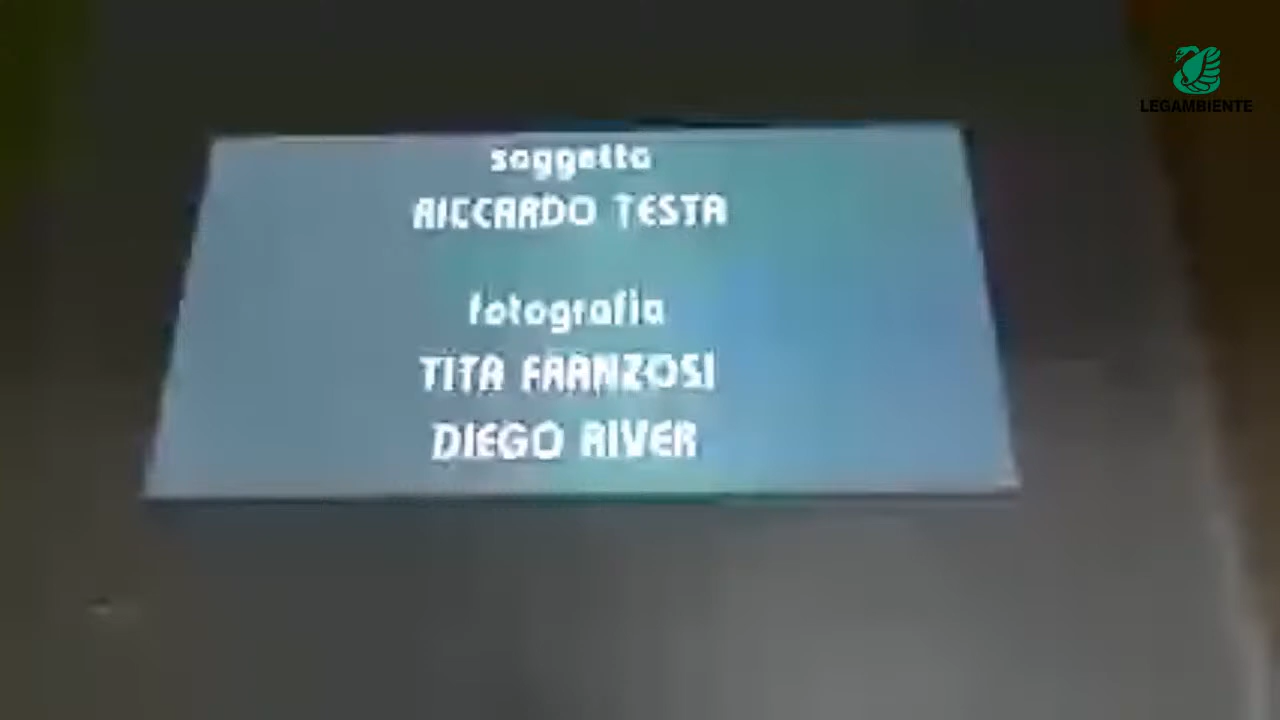 soggetto
RICCARDO TESTA
fotografia
TITA FRANZOSI
DIEGO RIVER
LEGAMBIENTE